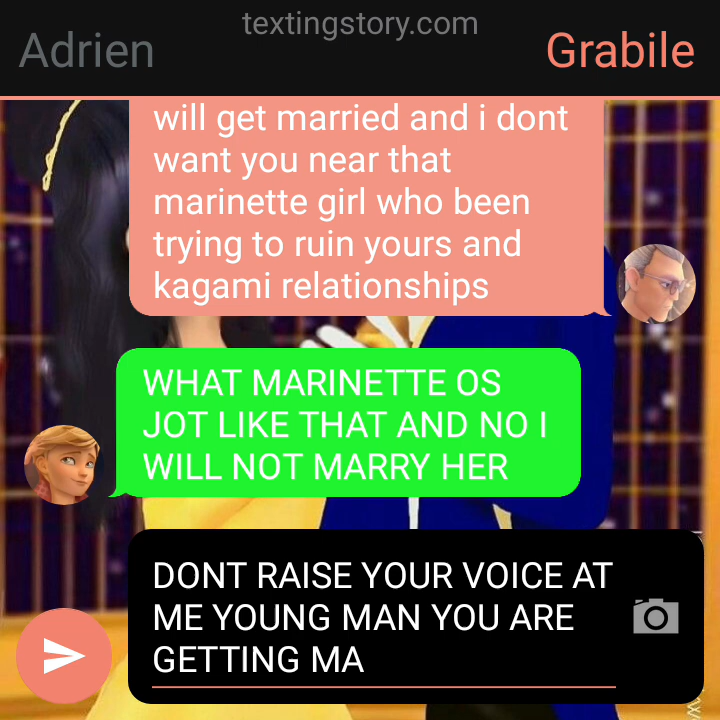 textingstory.com
Adrien
Grabile
will get married and i dont
want you near that
marinette girl who been
trying to ruin yours and
kagami relationships
WHAT MARINETTE OS
JOT LIKE THAT AND NO I
WILL NOT MARRY HER
DONT RAISE YOUR VOICE AT
ME YOUNG MAN YOU ARE
GETTING MA